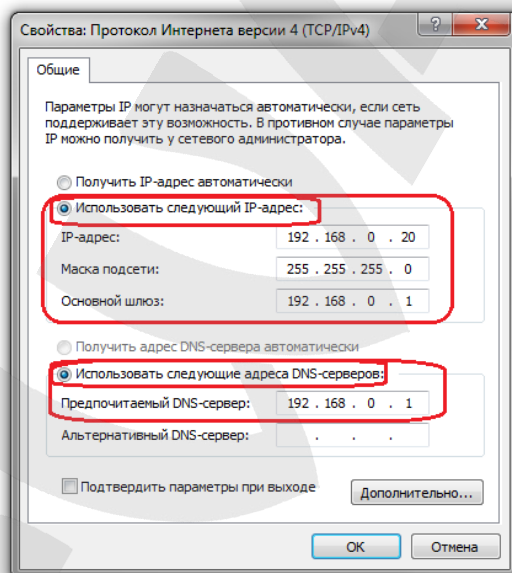 Свойства: Протокол Интернета версии 4 (TCP/IPv4)
Общие
Параметры IP могут назначаться автоматически, если сеть
поддерживает эту возможность. В противном случае параметры
IP можно получить у сетевого администратора.
Получить IP-адрес автоматически
Использовать следующий IP-адрес:
IP-адрес: 192 . 168 . 0 . 20
Маска подсети: 255 . 255 . 255 . 0
Основной шлюз: 192 . 168 . 0 . 1
Получить адрес DNS-сервера автоматически
Использовать следующие адреса DNS-серверов:
Предпочитаемый DNS-сервер: 192 . 168 . 0 . 1
Альтернативный DNS-сервер: . . .
Подтвердить параметры при выходе
Дополнительно...
ОК Отмена